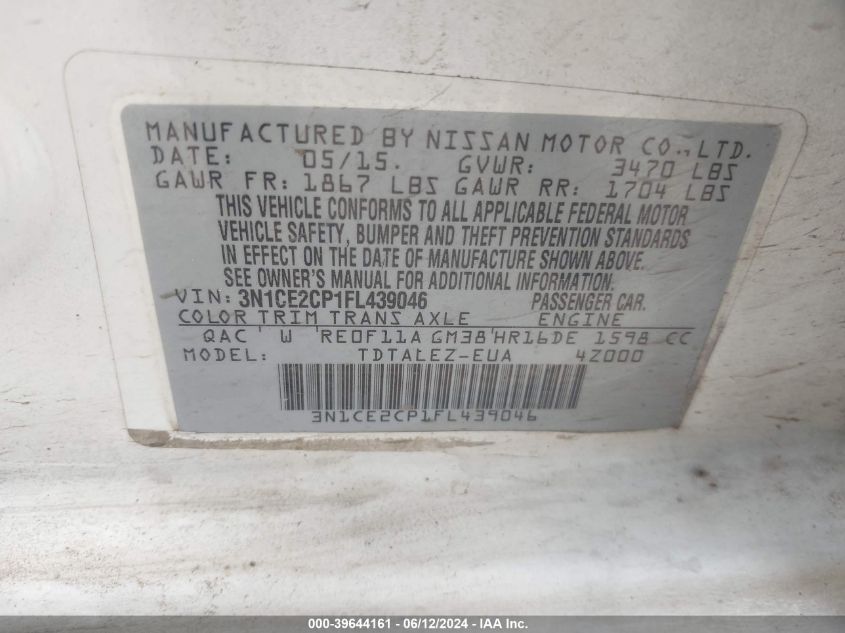 MANUFACTURED BY NISSAN MOTOR CO., LTD.
DATE: 05/15. GVWR: 3470 LBS
GAWR FR: 1867 LBS GAWR RR: 1704 LBS
THIS VEHICLE CONFORMS TO ALL APPLICABLE FEDERAL MOTOR
VEHICLE SAFETY, BUMPER AND THEFT PREVENTION STANDARDS
IN EFFECT ON THE DATE OF MANUFACTURE SHOWN ABOVE.
SEE OWNER'S MANUAL FOR ADDITIONAL INFORMATION.
VIN: 3N1CE2CP1FL439046 PASSENGER CAR.
COLOR TRIM TRANS AXLE ENGINE
QAC ' W 'RE0F11A GM38'HR16DE 1598 CC
MODEL: TDTALEZ-EUA 4Z000
3N1CE2CP1FL439046
000-39644161 - 06/12/2024 - IAAI.com